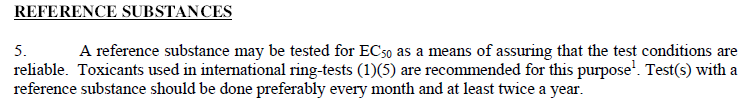 REFERENCE SUBSTANCES
5. A reference substance may be tested for EC50 as a means of assuring that the test conditions are
reliable. Toxicants used in international ring-tests (1)(5) are recommended for this purpose1. Test(s) with a
reference substance should be done preferably every month and at least twice a year.